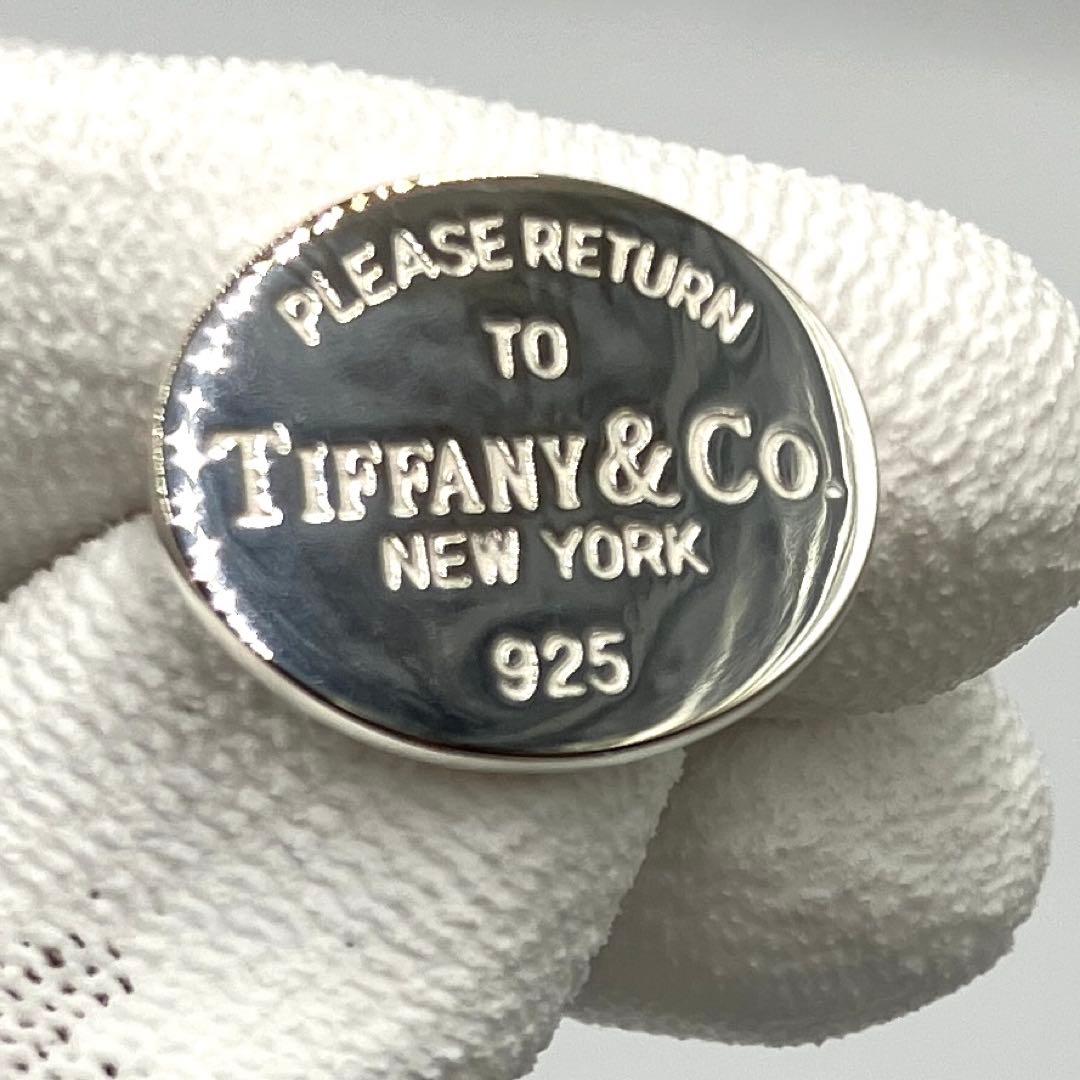 PLEASE RETURN
TO
TIFFANY & CO.
NEW YORK
925